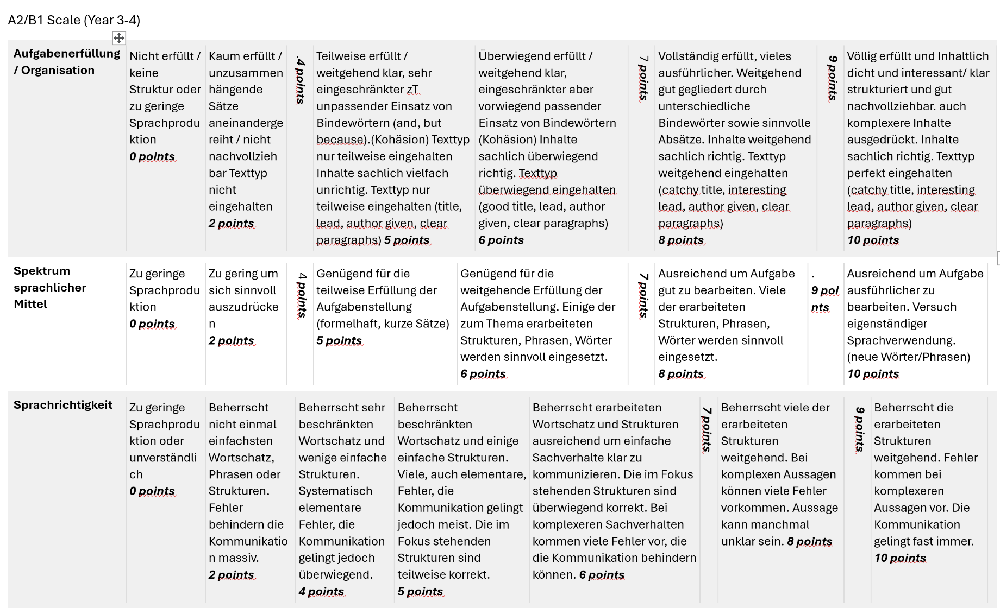 A2/B1 Scale (Year 3-4)
Aufgabenerfüllung
/ Organisation
Nicht erfüllt /
keine
Struktur oder
zu geringe
Sprachprodu
ktion
0 points
Kaum erfüllt /
unzusammen
hängende
Sätze
aneinanderge
reiht / nicht
nachvollzieh
bar Texttyp
nicht
eingehalten
2 points
.4 points
Teilweise erfüllt /
weitgehend klar, sehr
eingeschränkter zT
unpassender Einsatz von
Bindewörtern (and, but
because).(Kohäsion) Texttyp
nur teilweise eingehalten
Inhalte sachlich vielfach
unrichtig. Texttyp nur
teilweise eingehalten (title,
lead, author given, clear
paragraphs) 5 points
Überwiegend erfüllt /
weitgehend klar,
eingeschränkter aber
vorwiegend passender
Einsatz von Bindewörtern
(Kohäsion) Inhalte
sachlich überwiegend
richtig. Texttyp
überwiegend eingehalten
(good title, lead, author
given, clear paragraphs)
6 points
7 points
Vollständig erfüllt, vieles
ausführlicher. Weitgehend
gut gegliedert durch
unterschiedliche
Bindewörter sowie sinnvolle
Absätze. Inhalte weitgehend
sachlich richtig. Texttyp
weitgehend eingehalten
(catchy title, interesting
lead, author given, clear
paragraphs)
8 points
9 points
Völlig erfüllt und Inhaltlich
dicht und interessant/ klar
strukturiert und gut
nachvollziehbar. auch
komplexere Inhalte
ausgedrückt. Inhalte
sachlich richtig. Texttyp
perfekt eingehalten
(catchy title, interesting
lead, author given, clear
paragraphs)
10 points
Spektrum
sprachlicher
Mittel
Zu geringe
Sprachprodu
ktion
0 points
Zu gering um
sich sinnvoll
auszudrücke
n
2 points
4 points
Genügend für die
teilweise Erfüllung der
Aufgabenstellung
(formelhaft, kurze Sätze)
5 points
Genügend für die
weitgehende Erfüllung der
Aufgabenstellung. Einige der
zum Thema erarbeiteten
Strukturen, Phrasen, Wörter
werden sinnvoll eingesetzt.
6 points
7 points
Ausreichend um Aufgabe
gut zu bearbeiten. Viele
der erarbeiteten
Strukturen, Phrasen,
Wörter werden sinnvoll
eingesetzt.
8 points
.
9 poi
nts
Ausreichend um Aufgabe
ausführlicher zu
bearbeiten. Versuch
eigenständiger
Sprachverwendung.
(neue Wörter/Phrasen)
10 points
Sprachrichtigkeit
Zu geringe
Sprachprodu
ktion oder
unverständli
ch
0 points
Beherrscht
nicht einmal
einfachsten
Wortschatz,
Phrasen oder
Strukturen.
Fehler
behindern die
Kommunikatio
n massiv.
2 points
Beherrscht sehr
beschränkten
Wortschatz und
wenige einfache
Strukturen.
Systematisch
elementare
Fehler, die
Kommunikation
gelingt jedoch
überwiegend.
4 points
Beherrscht
beschränkten
Wortschatz und einige
einfache Strukturen.
Viele, auch elementare,
Fehler, die
Kommunikation gelingt
jedoch meist. Die im
Fokus stehenden
Strukturen sind
teilweise korrekt.
5 points
Beherrscht erarbeiteten
Wortschatz und Strukturen
ausreichend um einfache
Sachverhalte klar zu
kommunizieren. Die im Fokus
stehenden Strukturen sind
überwiegend korrekt. Bei
komplexeren Sachverhalten
kommen viele Fehler vor, die
die Kommunikation behindern
können. 6 points
7 points
Beherrscht viele der
erarbeiteten
Strukturen
weitgehend. Bei
komplexen Aussagen
können viele Fehler
vorkommen. Aussage
kann manchmal
unklar sein. 8 points
9 points
Beherrscht die
erarbeiteten
Strukturen
weitgehend. Fehler
kommen bei
komplexeren
Aussagen vor. Die
Kommunikation
gelingt fast immer.
10 points